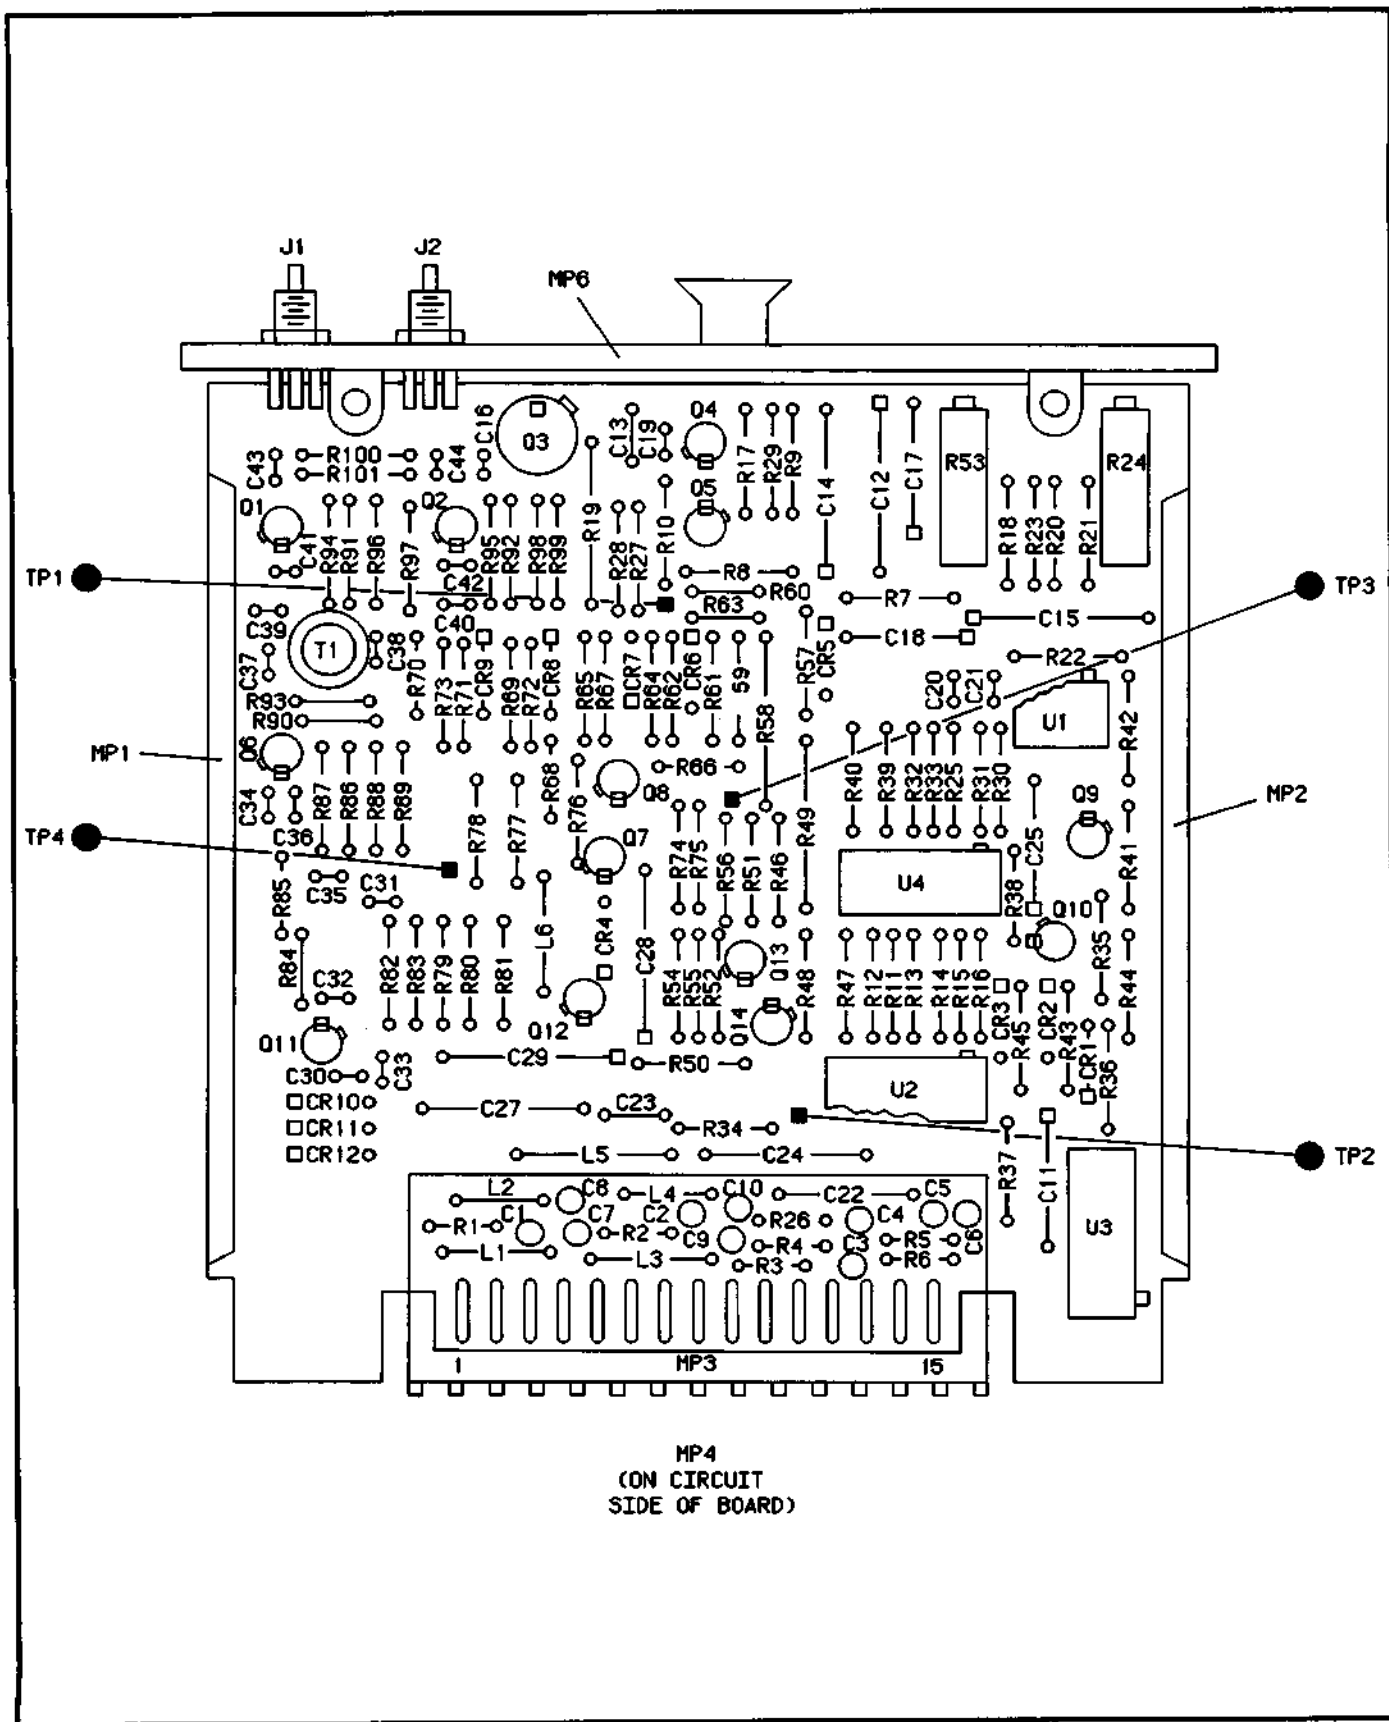 J1 J2
MP6
C43 R100 R101 C44 C16 Q3 C13 C19 Q4 R17 R29 R9 C14 C12 C17 R53 R24
Q1 C41 R94 R91 R96 R97 Q2 C42 R95 R92 R98 R99 R19 R28 R27 R10 Q5 R18 R23 R20 R21
TP1 R8 R60 R7 TP3
C39 C40 R63 C18 C15
C37 T1 C38 R70 R73 R71 CR9 R69 R72 CR8 R65 R67 CR7 R64 R62 CR6 R61 59 R58 R57 CR5 R22
R93 R90 C20 C21 U1 R42
MP1 Q6 R87 R86 R88 R89 R68 R76 Q8 R66 R49 R40 R39 R32 R33 R25 R31 R30 C25 Q9 MP2
C34 C36 R78 R77 Q7 R74 R75 R56 R51 R46 R41
TP4 R85 C35 C31 CR4 U4 R38 Q10
R84 C32 R82 R83 R79 R80 R81 L6 C28 R54 R55 R52 Q13 R48 R47 R12 R11 R13 R14 R15 R16 R35 R44
Q11 Q12 Q14 CR3 R45 CR2 R43 CR1 R36
C30 C33 C29 R50 U2
CR10 C27 C23
CR11 R34
CR12 L5 C24 R37 C11 TP2
L2 C8 L4 C10 C22 C5
R1 C1 C7 R2 C2 R26 C4 R5 C6 U3
L1 L3 C9 R4 R3 C3 R6
1 MP3 15
MP4
(ON CIRCUIT
SIDE OF BOARD)